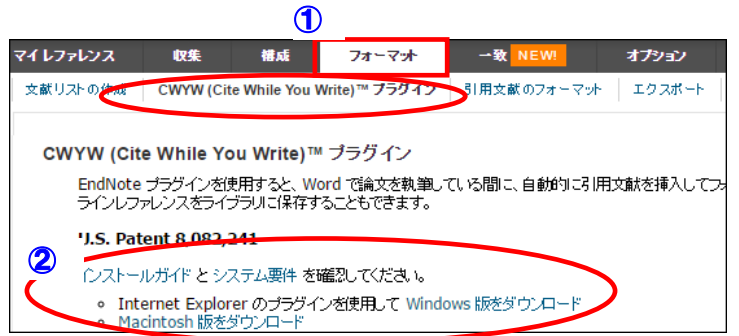 ①
マイレファレンス 収集 構成 フォーマット 一致 NEW! オプション
文献リストの作成 CWYW (Cite While You Write)™ プラグイン 引用文献のフォーマット エクスポート
CWYW (Cite While You Write)™ プラグイン
EndNote プラグインを使用すると、Word で論文を執筆している間に、自動的に引用文献を挿入してフ
ラインレファレンスをライブラリに保存することもできます。
U.S. Patent 8,082,241
②
インストールガイド と システム要件 を確認してください。
Internet Explorer のプラグインを使用して Windows 版をダウンロード
Macintosh 版をダウンロード